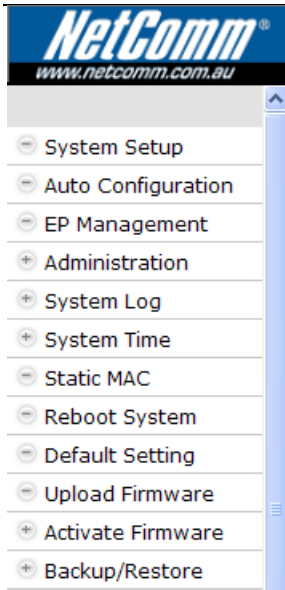 NetComm®
www.netcomm.com.au
System Setup
Auto Configuration
EP Management
Administration
System Log
System Time
Static MAC
Reboot System
Default Setting
Upload Firmware
Activate Firmware
Backup/Restore